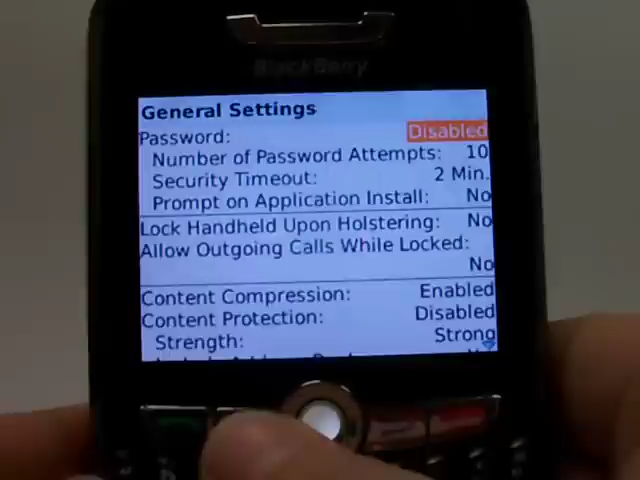 BlackBerry
General Settings
Password: Disabled
Number of Password Attempts: 10
Security Timeout: 2 Min.
Prompt on Application Install: No
Lock Handheld Upon Holstering: No
Allow Outgoing Calls While Locked:
No
Content Compression: Enabled
Content Protection: Disabled
Strength: Strong